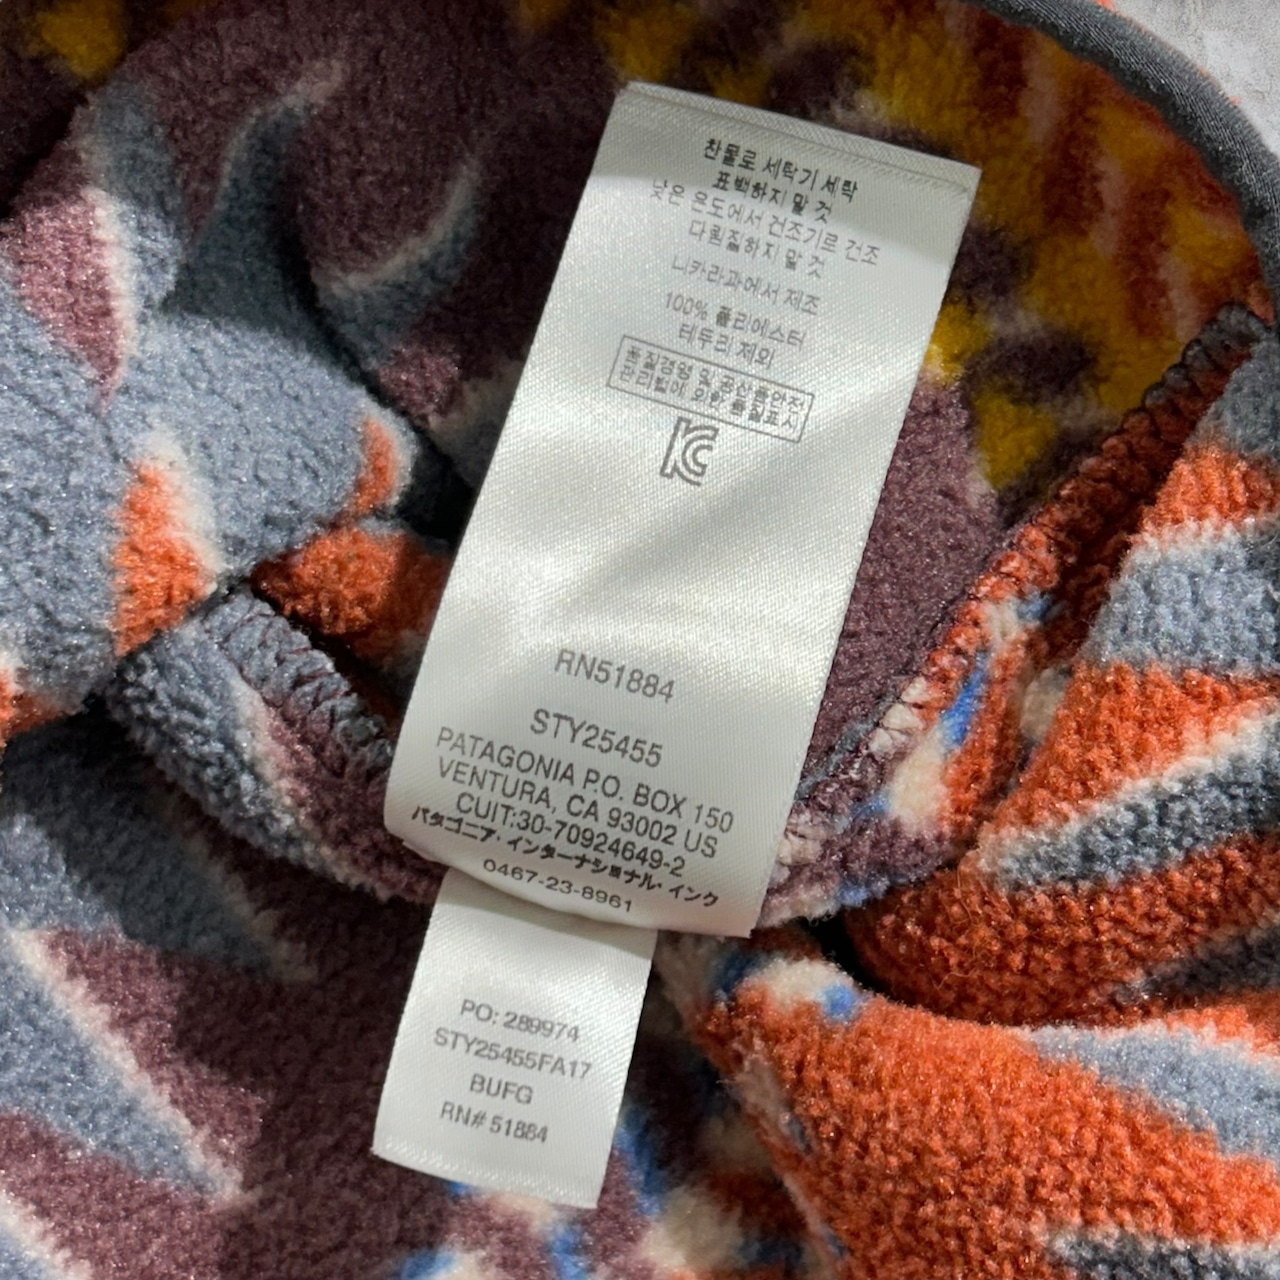 찬물로 세탁기 세탁
표백하지 말 것
낮은 온도에서 건조기로 건조
다림질하지 말 것
니카라과에서 제조
100% 폴리에스터
테두리 제외
품질경영 및 공산품안전
관리법에 의한 품질표시
KC
RN51884
STY25455
PATAGONIA P.O. BOX 150
VENTURA, CA 93002 US
CUIT:30-70924649-2
パタゴニア・インターナショナル・インク
0467-23-8961
PO: 289974
STY25455FA17
BUFG
RN# 51884